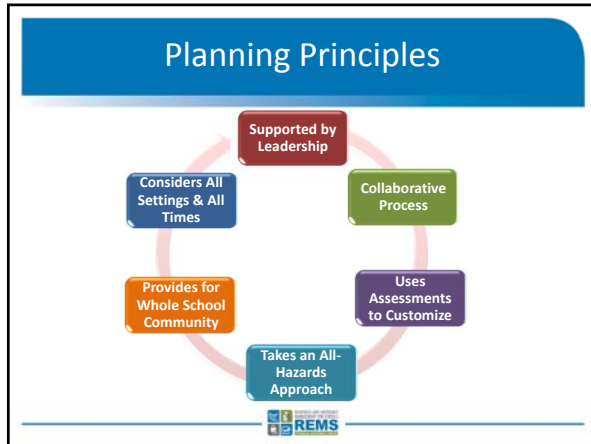 Planning Principles
Supported by
Leadership
Collaborative
Process
Uses
Assessments
to Customize
Takes an All-
Hazards
Approach
Provides for
Whole School
Community
Considers All
Settings & All
Times
REMS